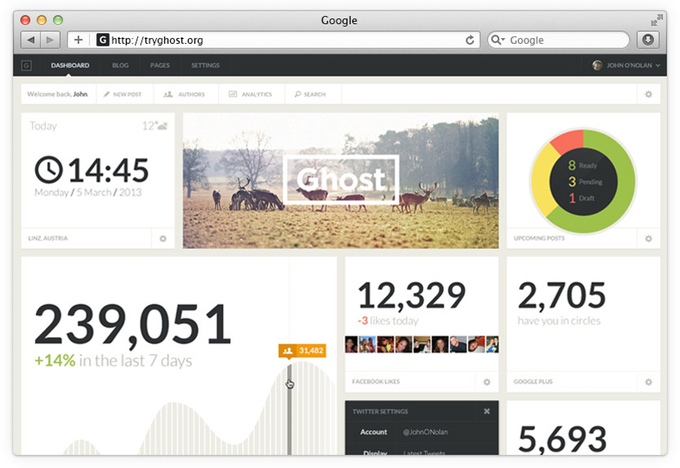 Google
http://tryghost.org
Google
DASHBOARD BLOG PAGES SETTINGS JOHN O'NOLAN
Welcome back, John. NEW POST AUTHORS ANALYTICS SEARCH
Today 12°
14:45
Monday / 5 March / 2013
LINZ, AUSTRIA
Ghost
8 Ready
3 Pending
1 Draft
UPCOMING POSTS
239,051
+14% in the last 7 days
31,482
12,329
-3 likes today
FACEBOOK LIKES
2,705
have you in circles
GOOGLE PLUS
TWITTER SETTINGS
Account @JohnONolan
Display Latest Tweets
5,693